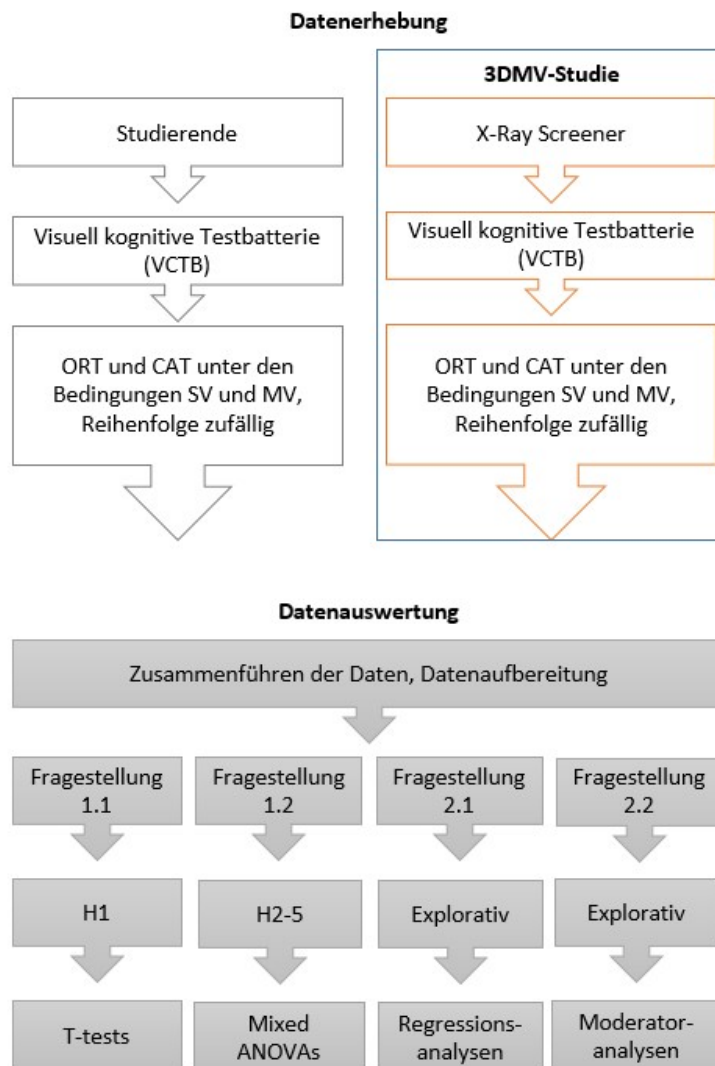 Datenerhebung
Studierende
Visuell kognitive Testbatterie
(VCTB)
ORT und CAT unter den
Bedingungen SV und MV,
Reihenfolge zufällig
3DMV-Studie
X-Ray Screener
Visuell kognitive Testbatterie
(VCTB)
ORT und CAT unter den
Bedingungen SV und MV,
Reihenfolge zufällig
Datenauswertung
Zusammenführen der Daten, Datenaufbereitung
Fragestellung
1.1
H1
T-tests
Fragestellung
1.2
H2-5
Mixed
ANOVAs
Fragestellung
2.1
Explorativ
Regressions-
analysen
Fragestellung
2.2
Explorativ
Moderator-
analysen